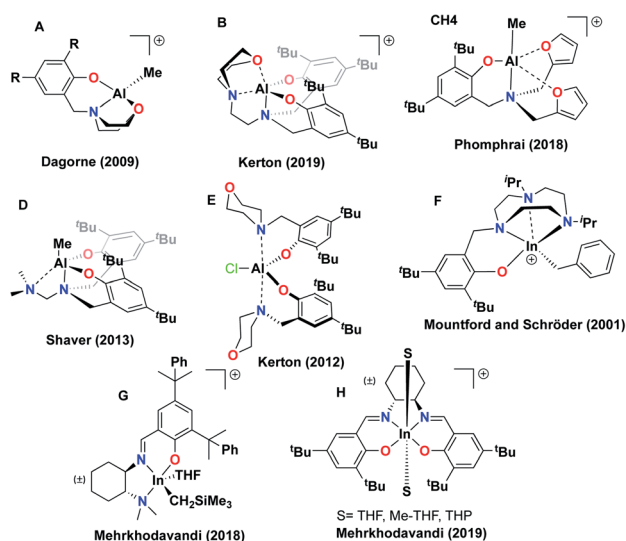 A
R
R
O
Al
Me
N
O
⊕
Dagorne (2009)
B
O
tBu
tBu
O
N
Al
O
tBu
N
tBu
⊕
Kerton (2019)
CH4
Me
tBu
O
Al
O
O
N
tBu
⊕
Phomphrai (2018)
D
tBu
Me
tBu
O
Al
tBu
O
N
N
tBu
Shaver (2013)
E
O
N
O
tBu
tBu
Cl
Al
O
tBu
N
tBu
O
Kerton (2012)
F
iPr
N
N
iPr
N
In
⊕
O
tBu
tBu
Mountford and Schröder (2001)
G
Ph
Ph
N
O
THF
In
(±)
N
CH2SiMe3
⊕
Mehrkhodavandi (2018)
H
S
(±)
N
N
In
O
O
tBu
tBu
tBu
tBu
S
⊕
S= THF, Me-THF, THP
Mehrkhodavandi (2019)